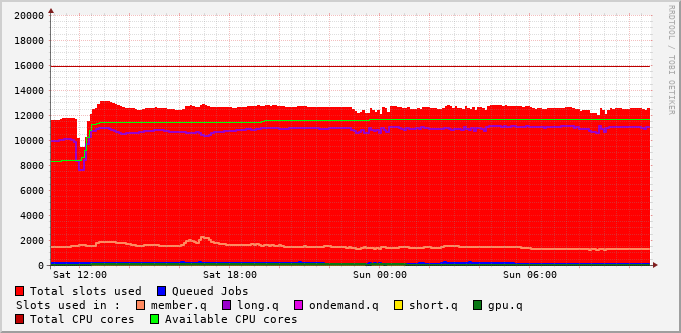 20000
18000
16000
14000
12000
10000
8000
6000
4000
2000
0
Sat 12:00 Sat 18:00 Sun 00:00 Sun 06:00
RRDTOOL / TOBI OETIKER
Total slots used Queued Jobs
Slots used in : member.q long.q ondemand.q short.q gpu.q
Total CPU cores Available CPU cores